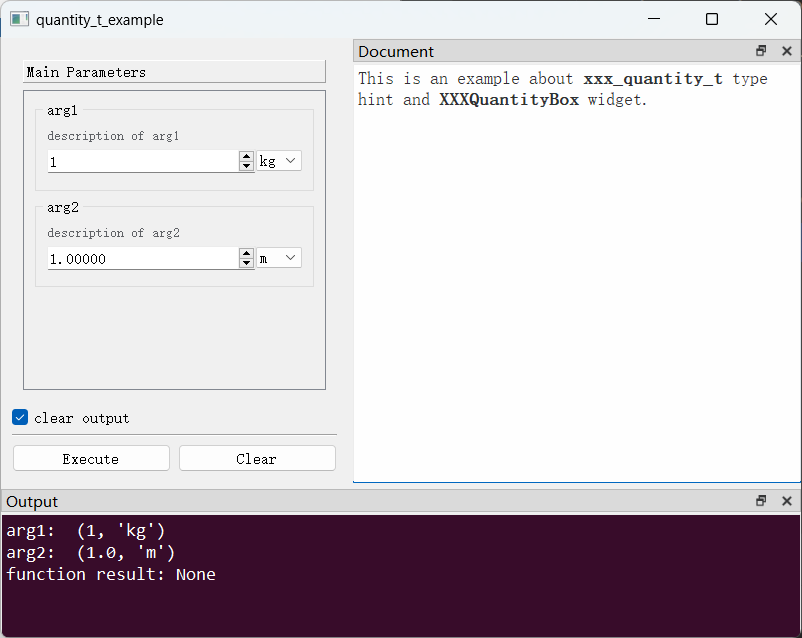 quantity_t_example
Main Parameters
arg1
description of arg1
1 kg
arg2
description of arg2
1.00000 m
clear output
Execute Clear
Document
This is an example about xxx_quantity_t type
hint and XXXQuantityBox widget.
Output
arg1:  (1, 'kg')
arg2:  (1.0, 'm')
function result: None